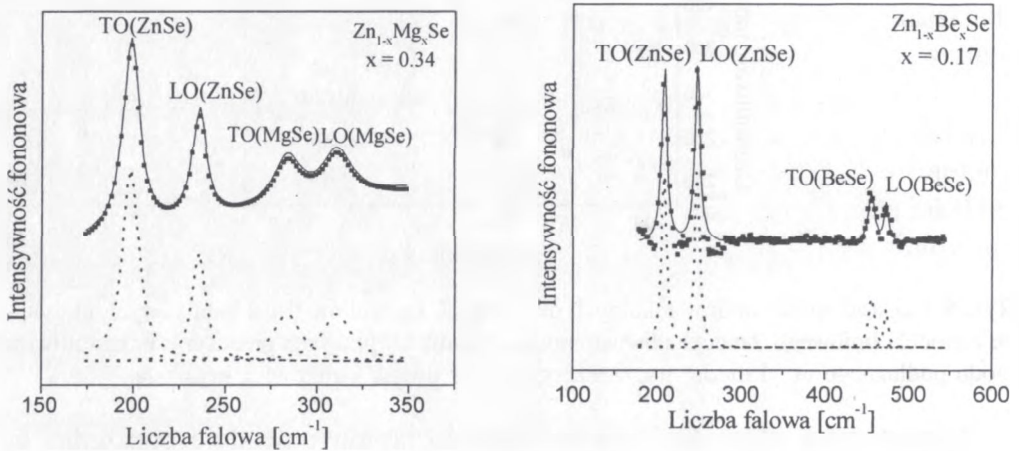 TO(ZnSe)
LO(ZnSe)
TO(MgSe)LO(MgSe)
Zn1-xMgxSe
x = 0.34
Intensywność fononowa
150 200 250 300 350 400
Liczba falowa [cm-1]
TO(ZnSe) LO(ZnSe)
Zn1-xBexSe
x = 0.17
TO(BeSe)
LO(BeSe)
Intensywność fononowa
100 200 300 400 500 600
Liczba falowa [cm-1]